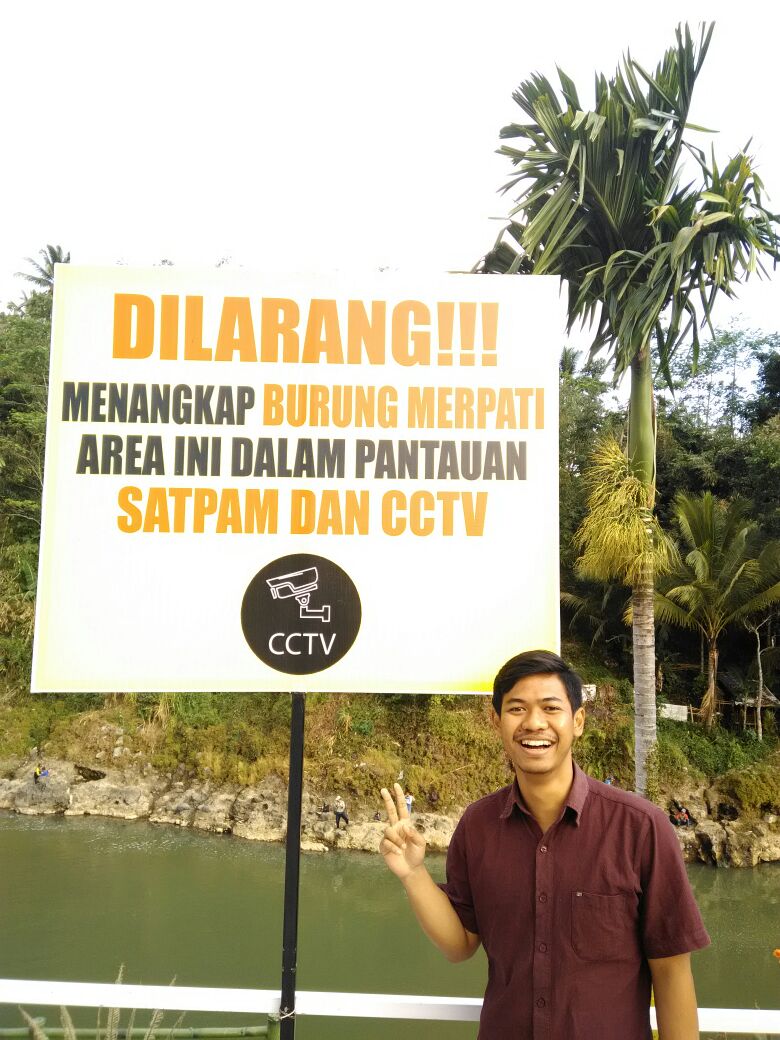 DILARANG!!!
MENANGKAP BURUNG MERPATI
AREA INI DALAM PANTAUAN
SATPAM DAN CCTV
CCTV